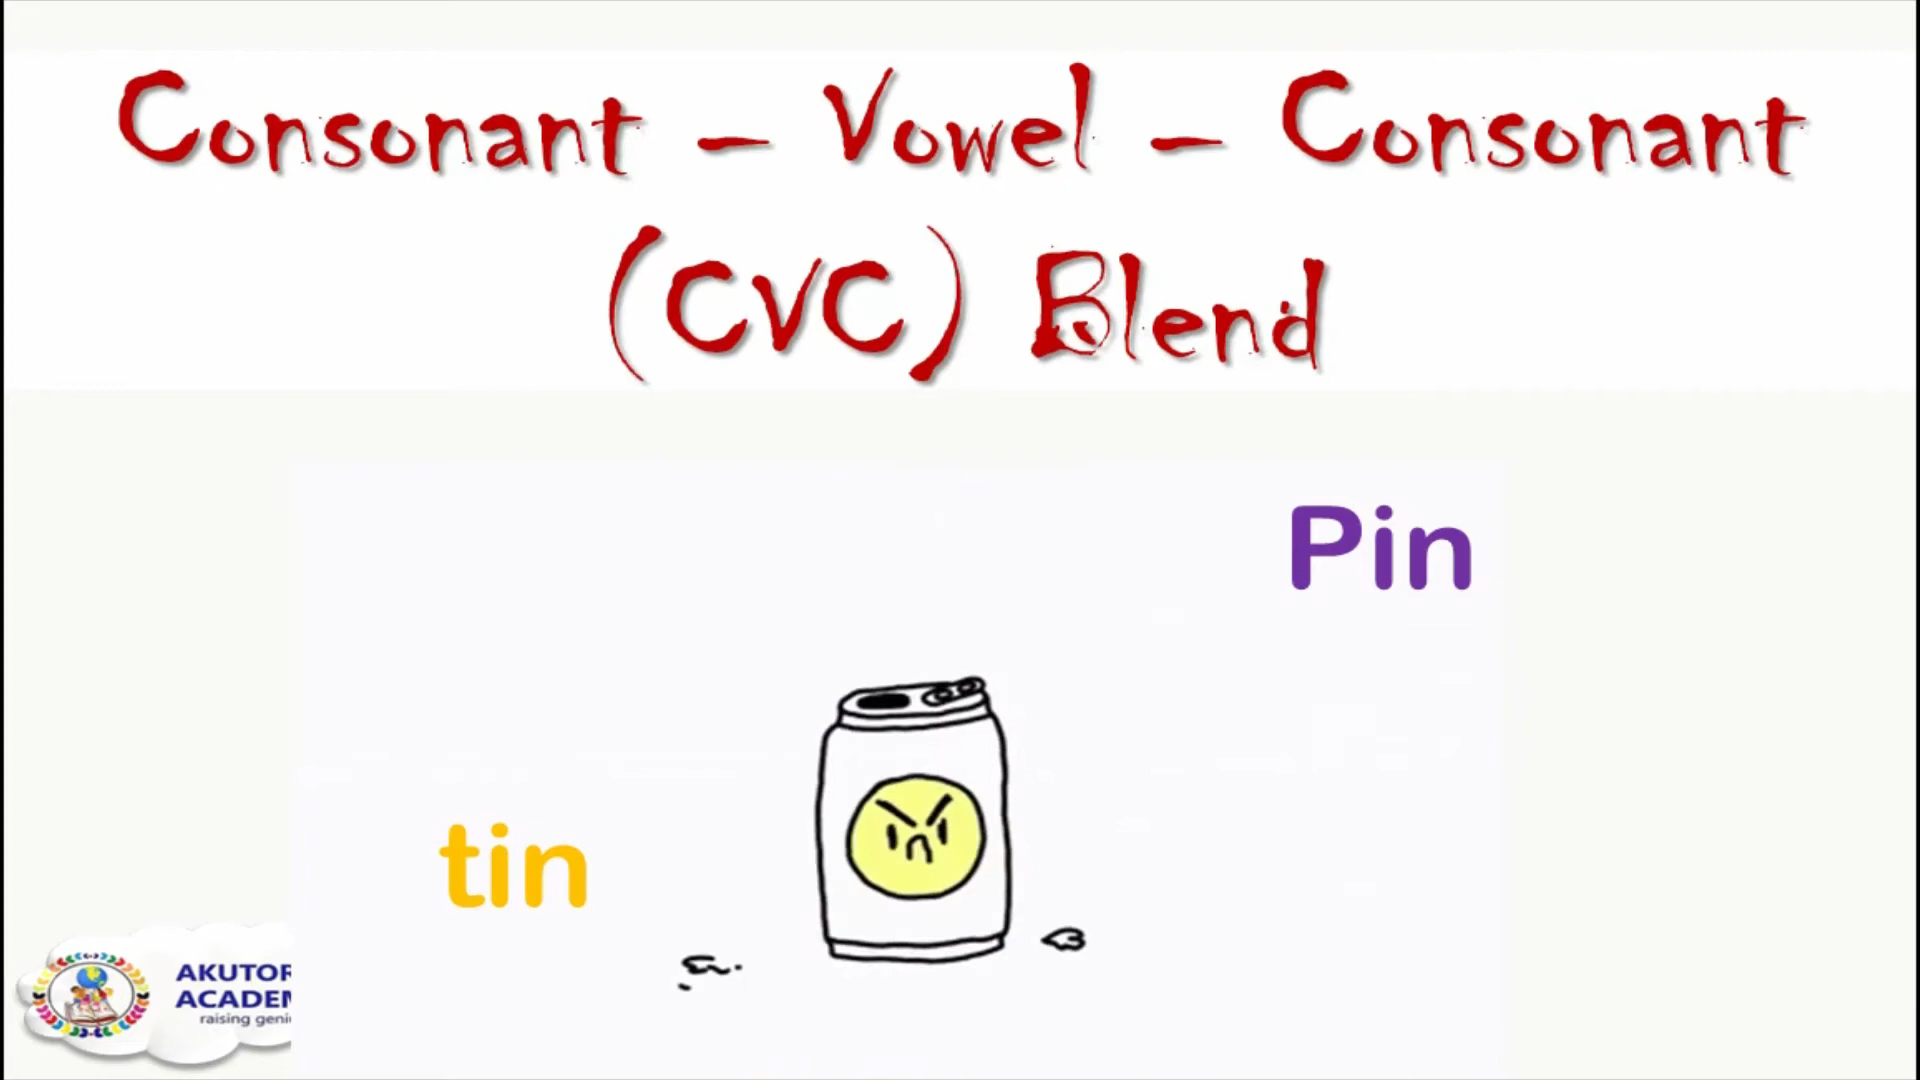 Consonant – Vowel – Consonant
(CVC) Blend
Pin
tin
AKUTOR
ACADEM
raising geni